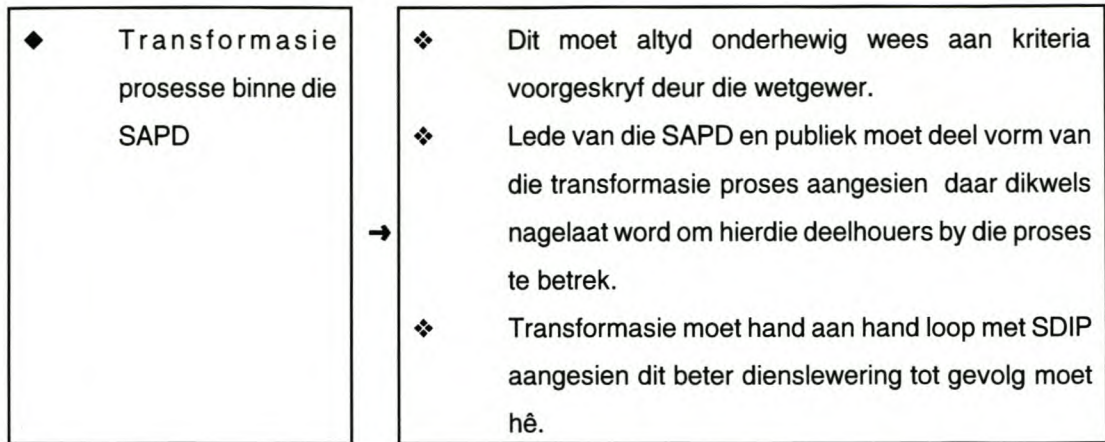 ◆ Transformasie
prosesse binne die
SAPD
→
❖ Dit moet altyd onderhewig wees aan kriteria
voorgeskryf deur die wetgewer.
❖ Lede van die SAPD en publiek moet deel vorm van
die transformasie proses aangesien daar dikwels
nagelaat word om hierdie deelhouers by die proses
te betrek.
❖ Transformasie moet hand aan hand loop met SDIP
aangesien dit beter dienslewering tot gevolg moet
hê.